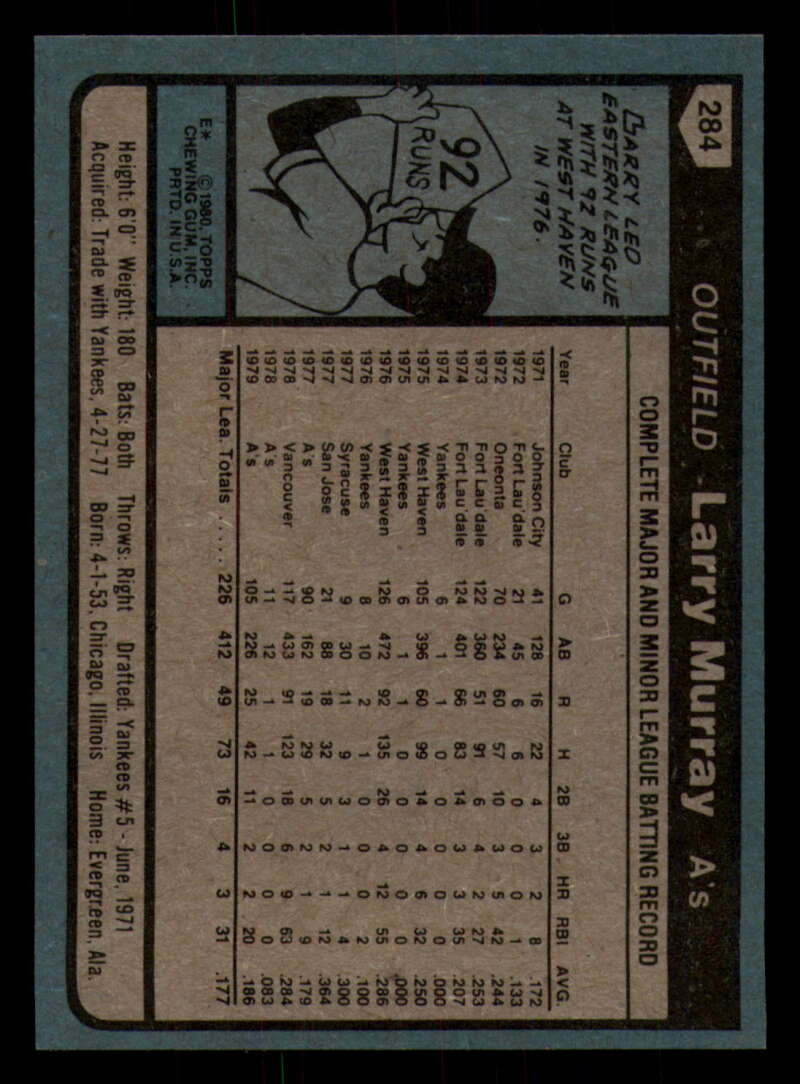 284
OUTFIELD Larry Murray A's
LARRY LED
EASTERN LEAGUE
WITH 92 RUNS
AT WEST HAVEN
IN 1976.
92
RUNS
E* ©1980, TOPPS
CHEWING GUM, INC.
PRTD. IN U.S.A.
COMPLETE MAJOR AND MINOR LEAGUE BATTING RECORD
Year Club G AB R H 2B 3B HR RBI AVG.
1971 Johnson City 41 128 16 22 4 3 2 8 .172
1972 Fort Lau'dale 21 45 6 6 0 0 0 1 .133
1972 Oneonta 70 234 60 57 10 3 5 42 .244
1973 Fort Lau'dale 122 360 51 91 6 4 2 27 .253
1974 Fort Lau'dale 124 401 66 83 14 3 3 35 .207
1974 Yankees 6 1 1 0 0 0 0 0 .000
1975 West Haven 105 396 60 99 14 4 6 32 .250
1975 Yankees 6 1 1 0 0 0 0 0 .000
1976 West Haven 126 472 92 135 26 4 12 55 .286
1976 Yankees 8 10 2 1 0 0 0 2 .100
1977 Syracuse 9 30 11 9 3 1 1 4 .300
1977 San Jose 21 88 18 32 5 2 1 12 .364
1977 A's 90 162 19 29 5 2 1 9 .179
1978 Vancouver 117 433 91 123 18 6 9 63 .284
1978 A's 11 12 1 1 0 0 0 0 .083
1979 A's 105 226 25 42 11 2 2 20 .186
Major Lea. Totals ..... 226 412 49 73 16 4 3 31 .177
Height: 6'0" Weight: 180 Bats: Both Throws: Right Drafted: Yankees #5 - June, 1971
Acquired: Trade with Yankees, 4-27-77 Born: 4-1-53, Chicago, Illinois Home: Evergreen, Ala.